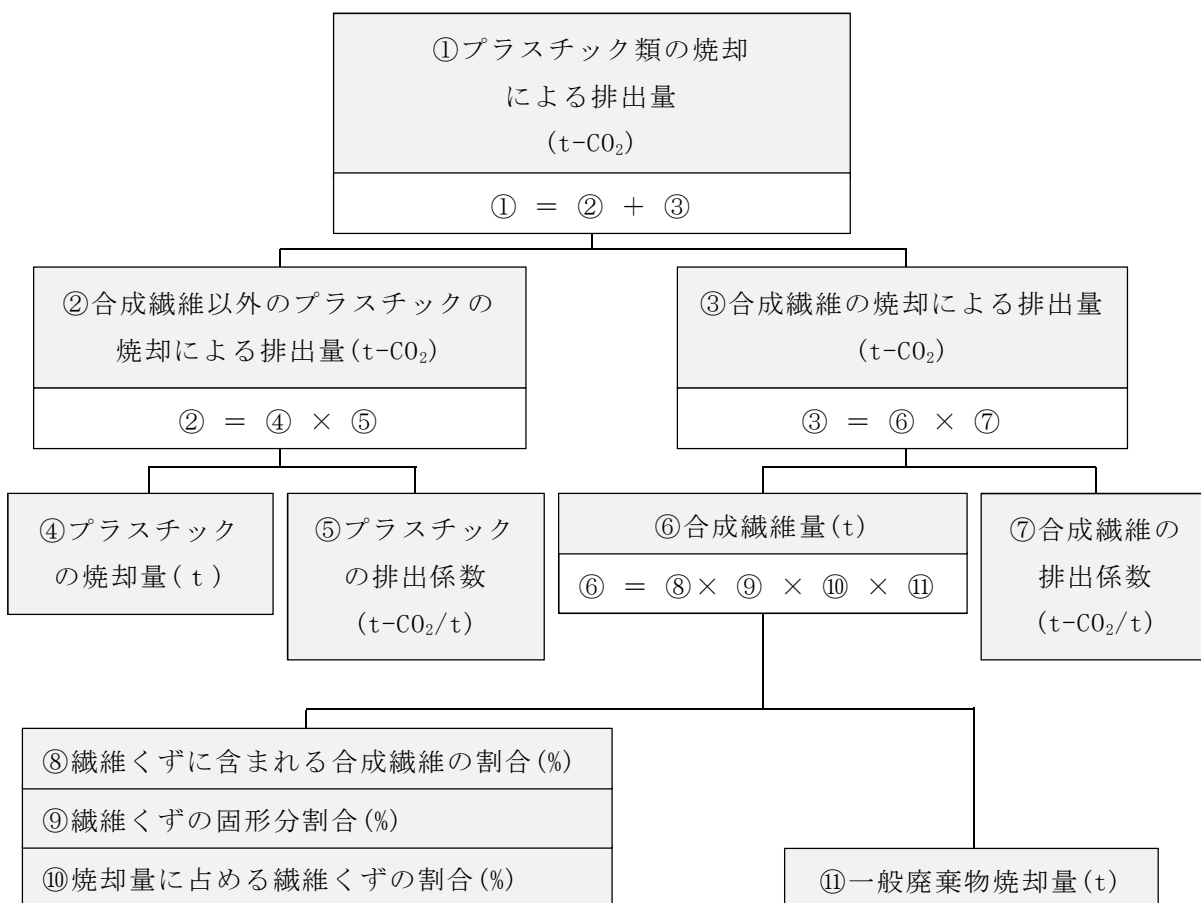 ①プラスチック類の焼却
による排出量
(t-CO₂)
① = ② + ③
②合成繊維以外のプラスチックの
焼却による排出量(t-CO₂)
② = ④ × ⑤
③合成繊維の焼却による排出量
(t-CO₂)
③ = ⑥ × ⑦
④プラスチック
の焼却量(t)
⑤プラスチック
の排出係数
(t-CO₂/t)
⑥合成繊維量(t)
⑥ = ⑧× ⑨ × ⑩ × ⑪
⑦合成繊維の
排出係数
(t-CO₂/t)
⑧繊維くずに含まれる合成繊維の割合(%)
⑨繊維くずの固形分割合(%)
⑩焼却量に占める繊維くずの割合(%)
⑪一般廃棄物焼却量(t)